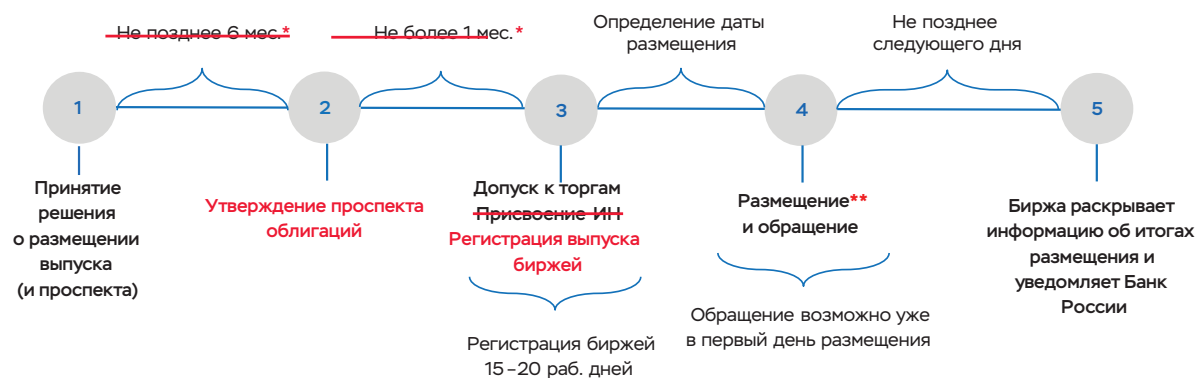 Не позднее 6 мес.*
Не более 1 мес.*
Определение даты
размещения
Не позднее
следующего дня
1
2
3
4
5
Принятие
решения
о размещении
выпуска
(и проспекта)
Утверждение проспекта
облигаций
Допуск к торгам
Присвоение ИН
Регистрация выпуска
биржей
Регистрация биржей
15–20 раб. дней
Размещение**
и обращение
Обращение возможно уже
в первый день размещения
Биржа раскрывает
информацию об итогах
размещения и
уведомляет Банк
России